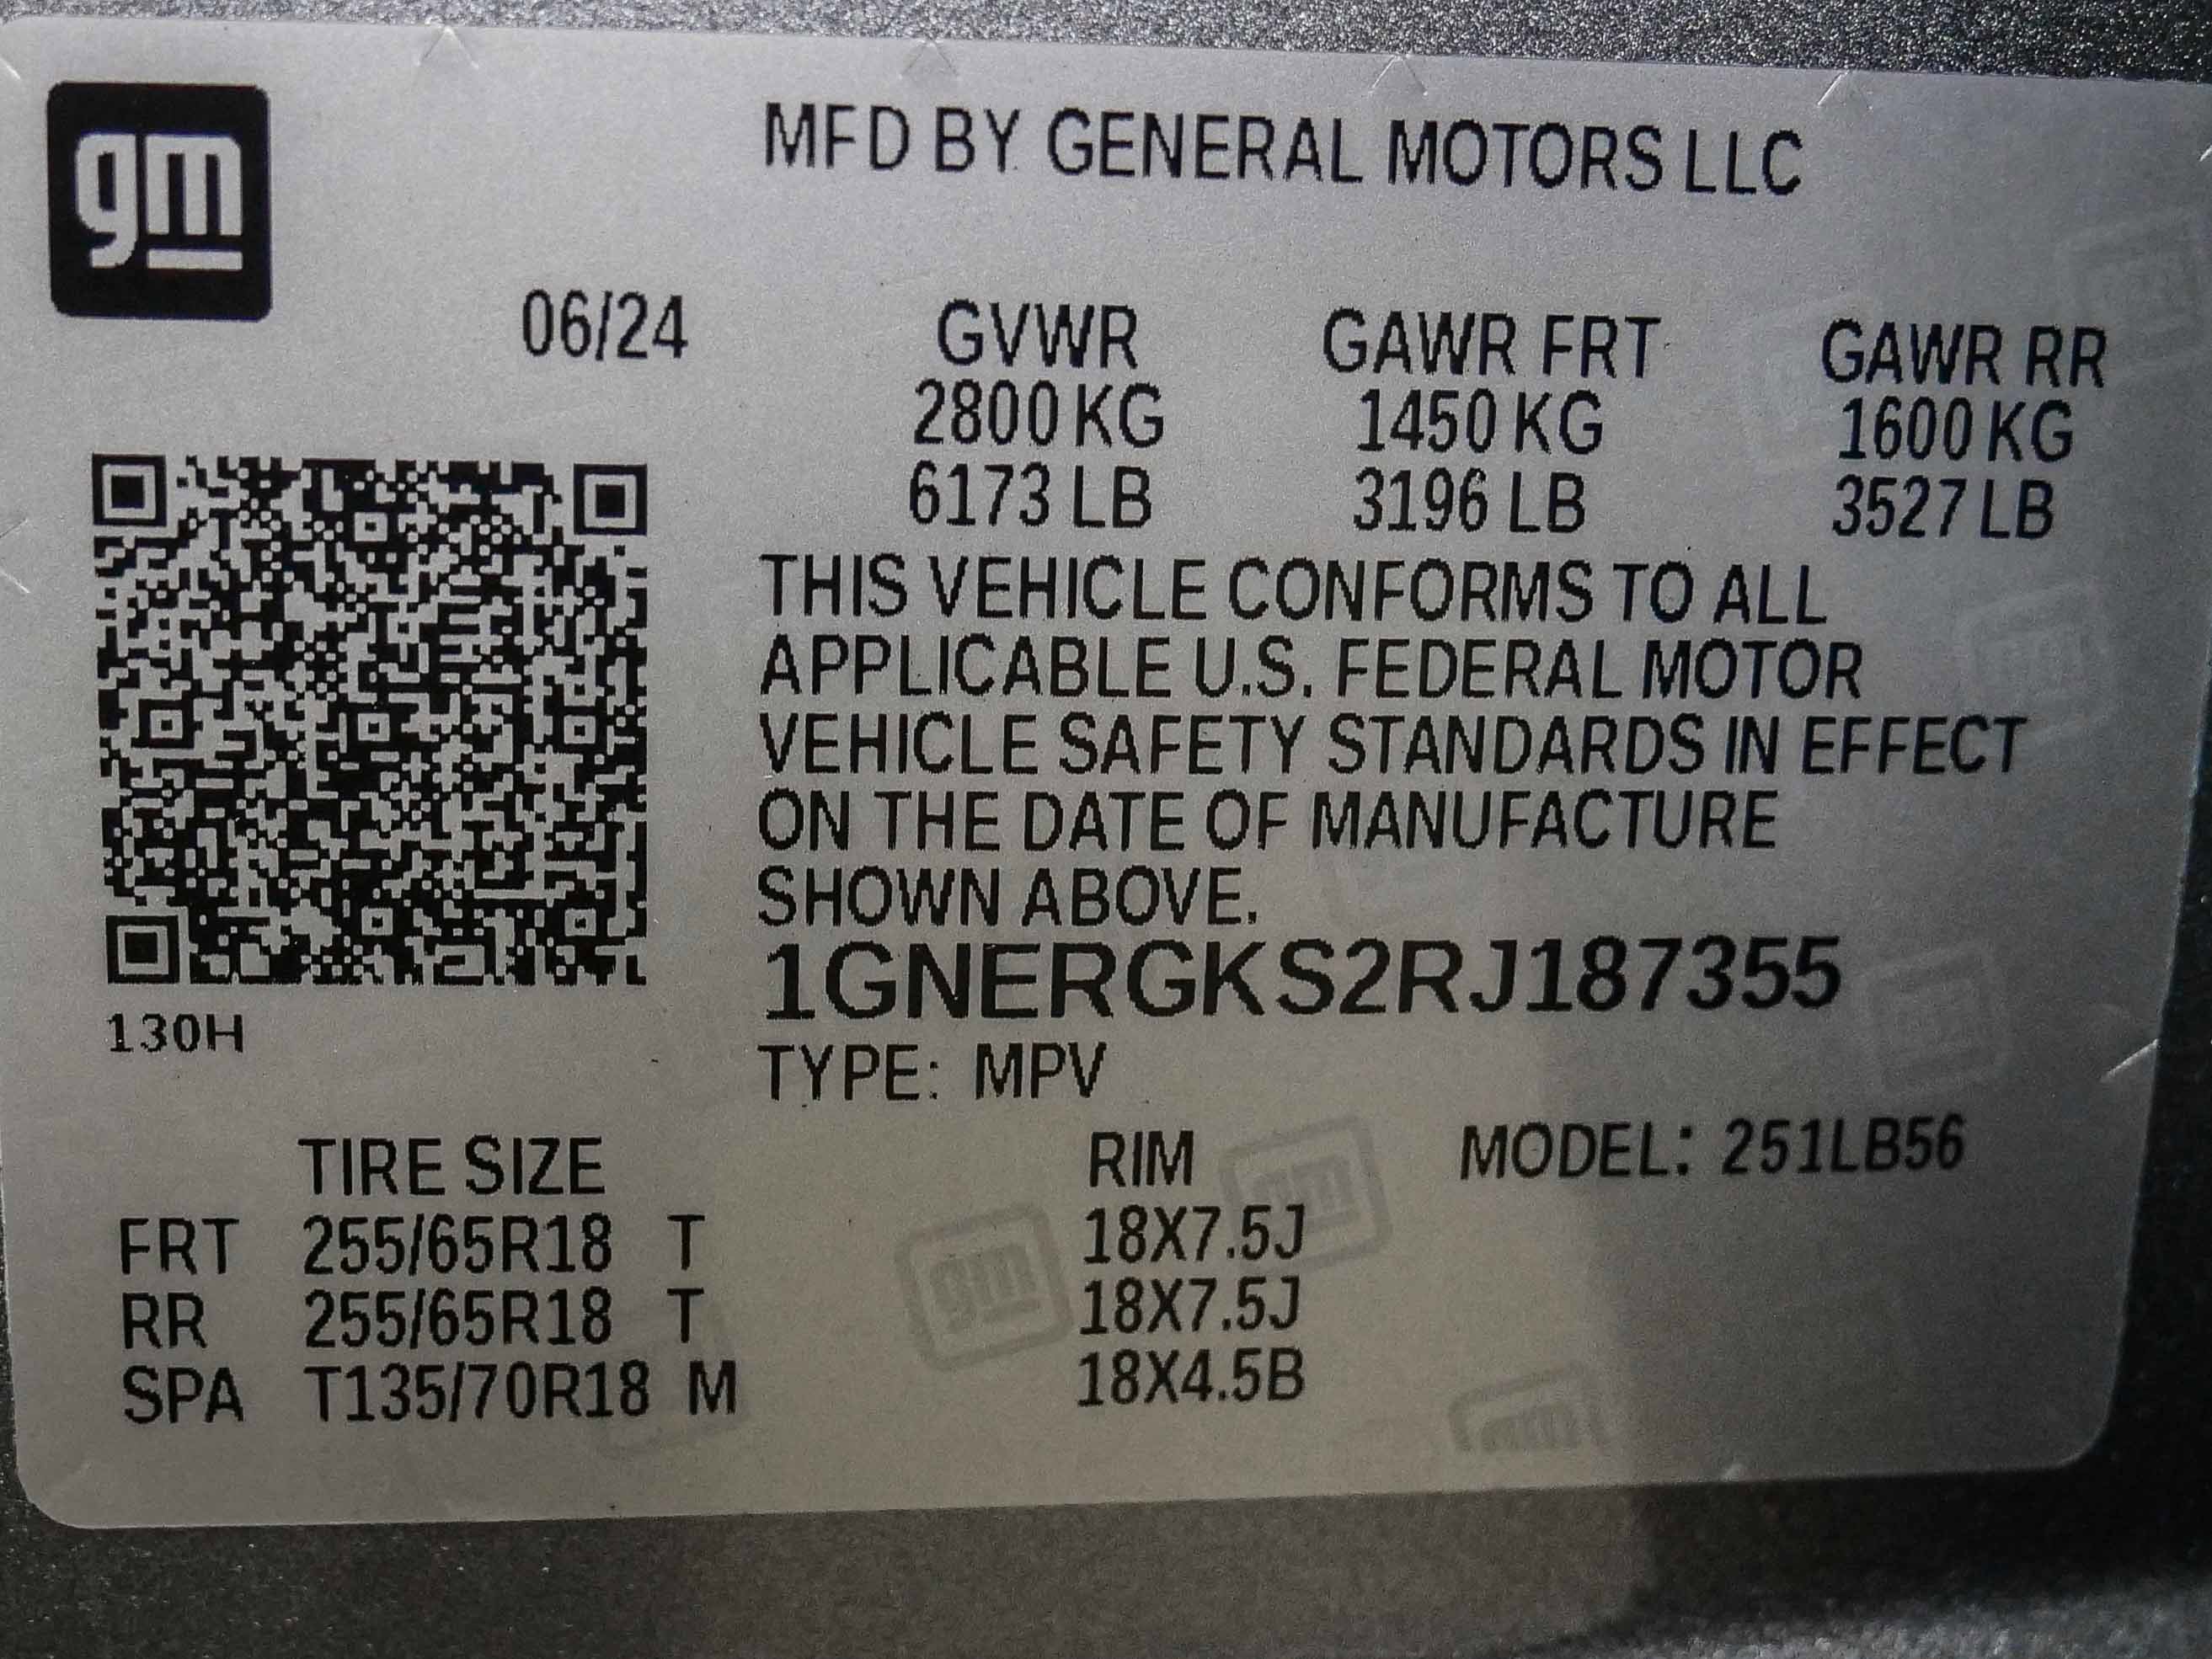 gm
MFD BY GENERAL MOTORS LLC
06/24 GVWR GAWR FRT GAWR RR
2800 KG 1450 KG 1600 KG
6173 LB 3196 LB 3527 LB
THIS VEHICLE CONFORMS TO ALL
APPLICABLE U.S. FEDERAL MOTOR
VEHICLE SAFETY STANDARDS IN EFFECT
ON THE DATE OF MANUFACTURE
SHOWN ABOVE.
1GNERGKS2RJ187355
130H
TYPE: MPV
TIRE SIZE RIM MODEL: 251LB56
FRT 255/65R18 T 18X7.5J
RR 255/65R18 T 18X7.5J
SPA T135/70R18 M 18X4.5B
gm
gm
gm